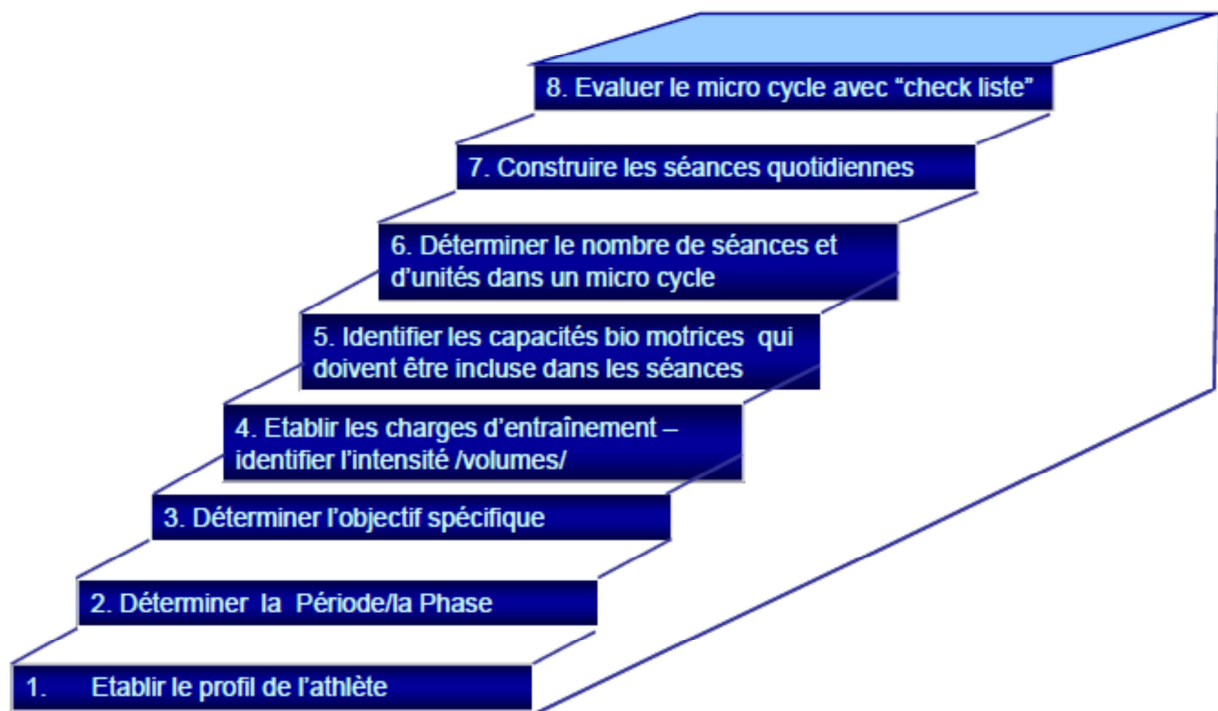 8. Evaluer le micro cycle avec “check liste”
7. Construire les séances quotidiennes
6. Déterminer le nombre de séances et
d’unités dans un micro cycle
5. Identifier les capacités bio motrices qui
doivent être incluse dans les séances
4. Etablir les charges d’entraînement –
identifier l’intensité /volumes/
3. Déterminer l’objectif spécifique
2. Déterminer la Période/la Phase
1. Etablir le profil de l’athlète